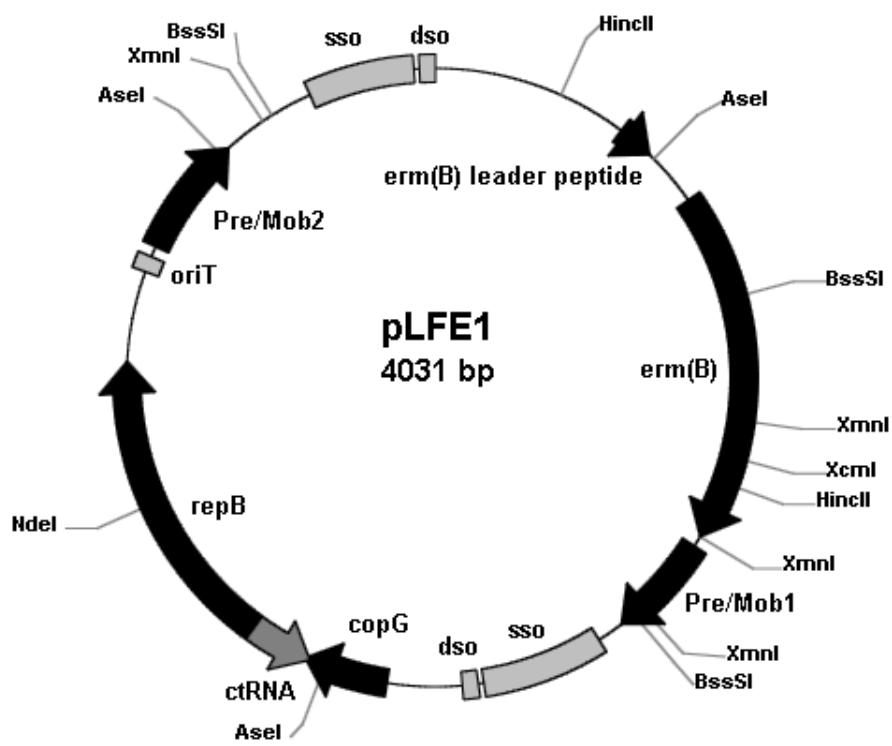 BssSI
sso
dso
HincII
XmnI
AseI
AseI
erm(B) leader peptide
Pre/Mob2
oriT
BssSI
pLFE1
4031 bp
erm(B)
XmnI
XcmI
HincII
repB
NdeI
XmnI
Pre/Mob1
copG
sso
dso
XmnI
BssSI
ctRNA
AseI